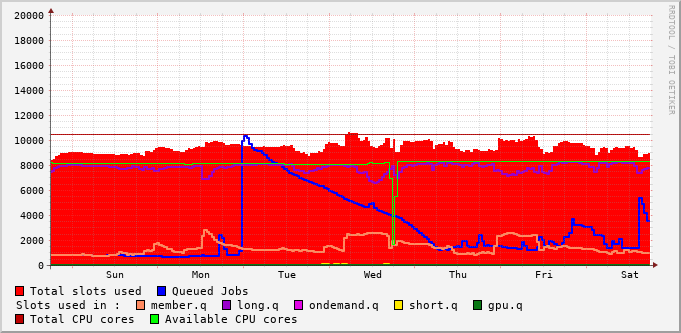 RRDTOOL / TOBI OETIKER
20000
18000
16000
14000
12000
10000
8000
6000
4000
2000
0
Sun Mon Tue Wed Thu Fri Sat
Total slots used Queued Jobs
Slots used in : member.q long.q ondemand.q short.q gpu.q
Total CPU cores Available CPU cores